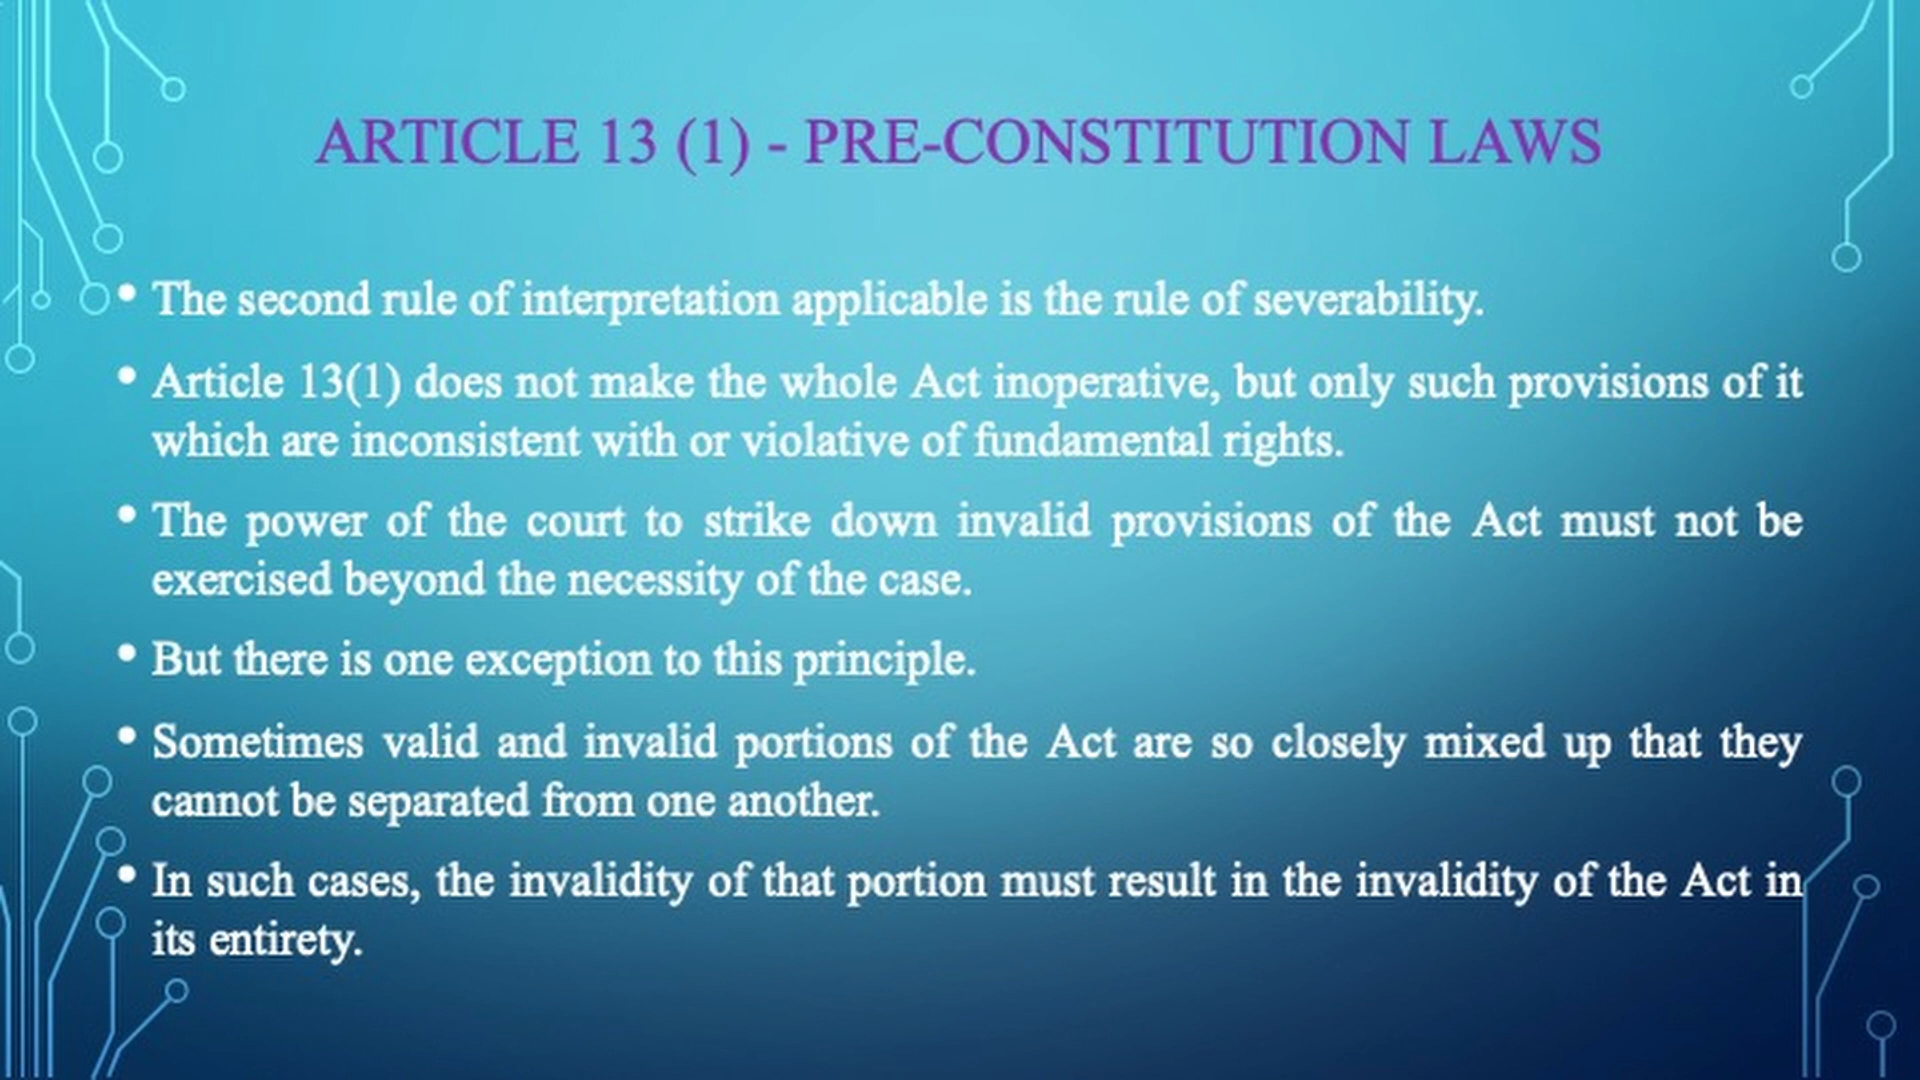 ARTICLE 13 (1) - PRE-CONSTITUTION LAWS
• The second rule of interpretation applicable is the rule of severability.
• Article 13(1) does not make the whole Act inoperative, but only such provisions of it
which are inconsistent with or violative of fundamental rights.
• The power of the court to strike down invalid provisions of the Act must not be
exercised beyond the necessity of the case.
• But there is one exception to this principle.
• Sometimes valid and invalid portions of the Act are so closely mixed up that they
cannot be separated from one another.
• In such cases, the invalidity of that portion must result in the invalidity of the Act in
its entirety.